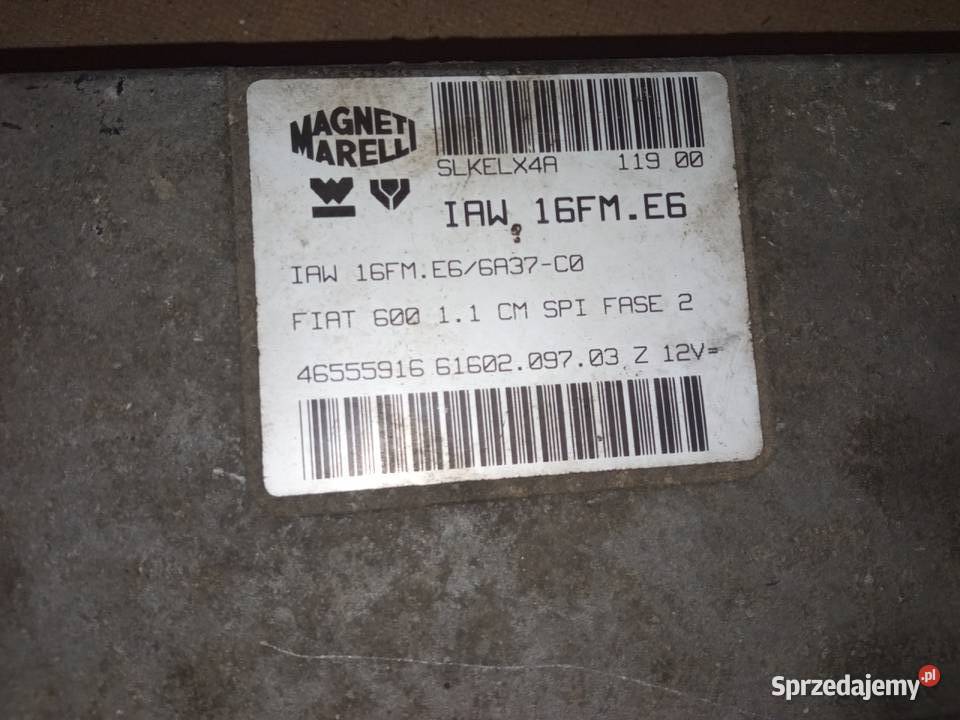 MAGNETI
MARELLI
SLKELX4A 119 00
IAW 16FM.E6
IAW 16FM.E6/6A37-C0
FIAT 600 1.1 CM SPI FASE 2
46555916 61602.097.03 Z 12V=
Sprzedajemy.pl